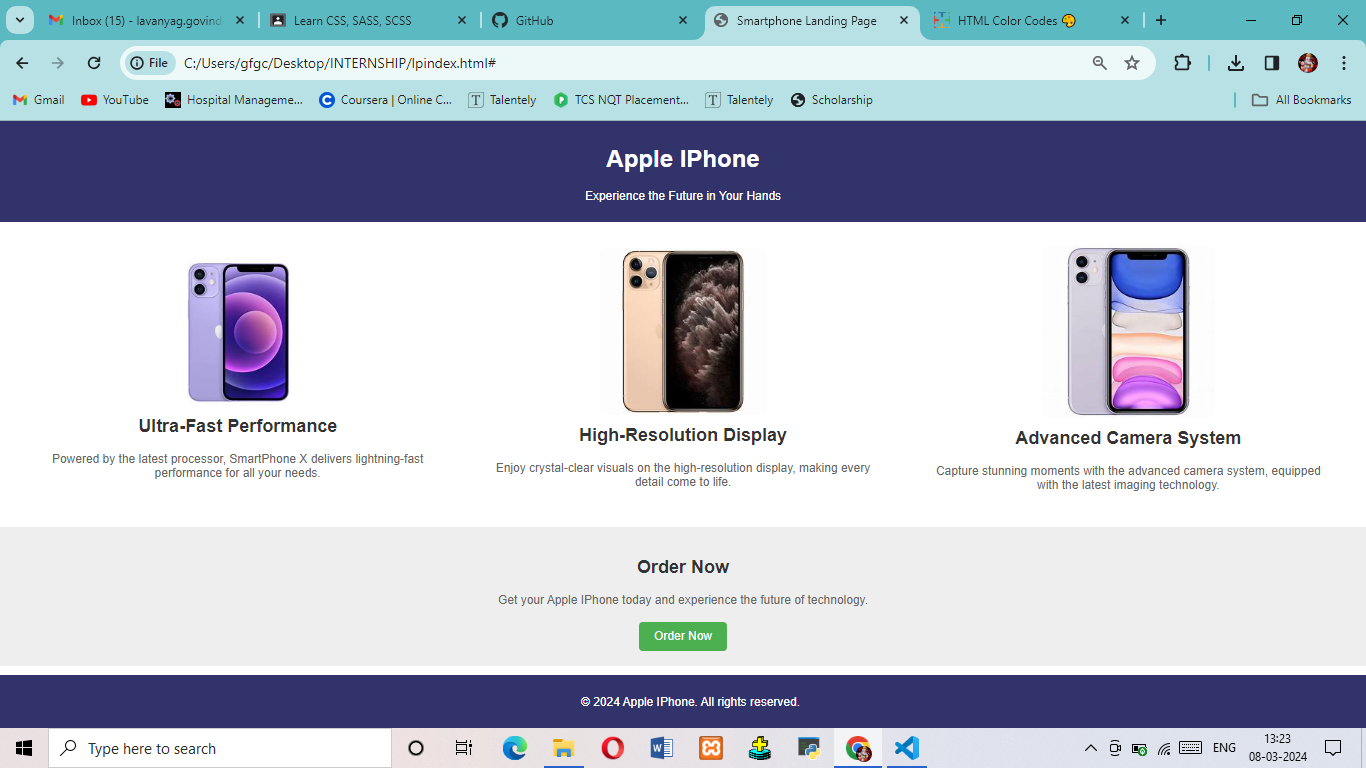 Inbox (15) - lavanyag.govind
Learn CSS, SASS, SCSS
GitHub
Smartphone Landing Page
HTML Color Codes 🎨
File
C:/Users/gfgc/Desktop/INTERNSHIP/lpindex.html#
Gmail
YouTube
Hospital Manageme...
Coursera | Online C...
Talentely
TCS NQT Placement...
Talentely
Scholarship
All Bookmarks
Apple IPhone
Experience the Future in Your Hands
Ultra-Fast Performance
Powered by the latest processor, SmartPhone X delivers lightning-fast
performance for all your needs.
High-Resolution Display
Enjoy crystal-clear visuals on the high-resolution display, making every
detail come to life.
Advanced Camera System
Capture stunning moments with the advanced camera system, equipped
with the latest imaging technology.
Order Now
Get your Apple IPhone today and experience the future of technology.
Order Now
© 2024 Apple IPhone. All rights reserved.
Type here to search
ENG
13:23
08-03-2024